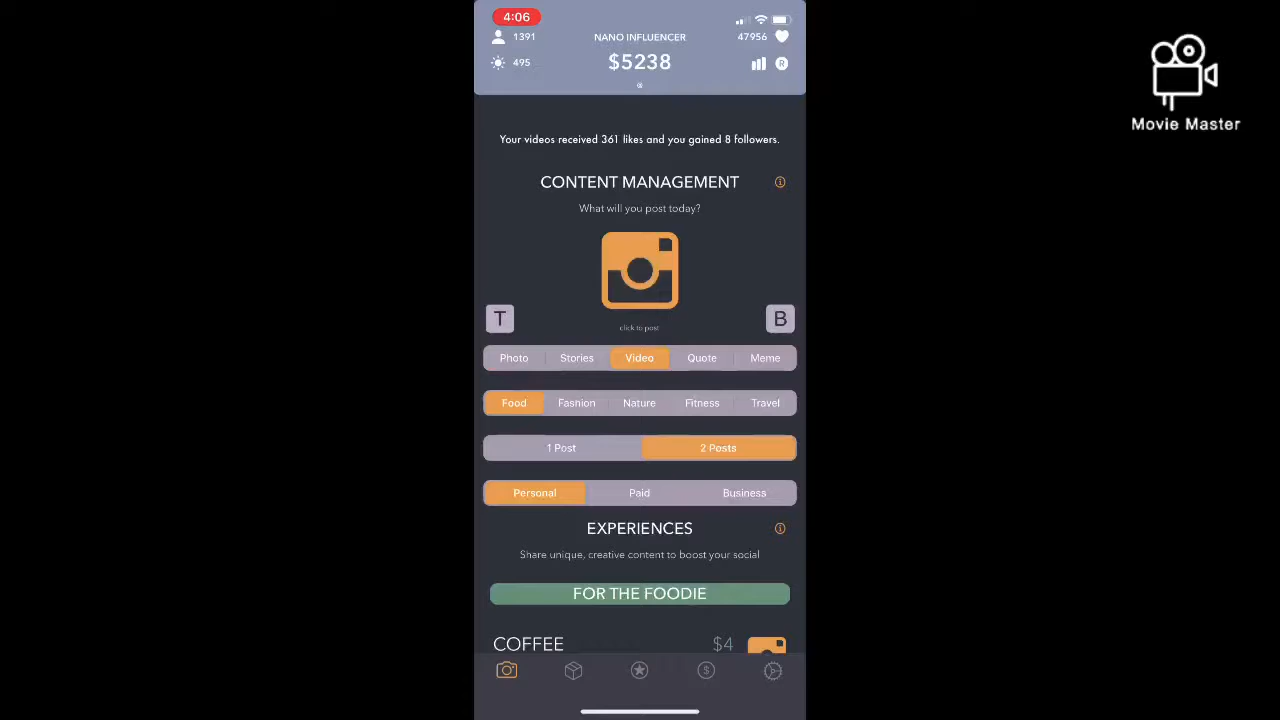 4:06
1391 NANO INFLUENCER 47956
495 $5238 R
Your videos received 361 likes and you gained 8 followers.
CONTENT MANAGEMENT
What will you post today?
T B
click to post
Photo Stories Video Quote Meme
Food Fashion Nature Fitness Travel
1 Post 2 Posts
Personal Paid Business
EXPERIENCES
Share unique, creative content to boost your social
FOR THE FOODIE
COFFEE $4
Movie Master